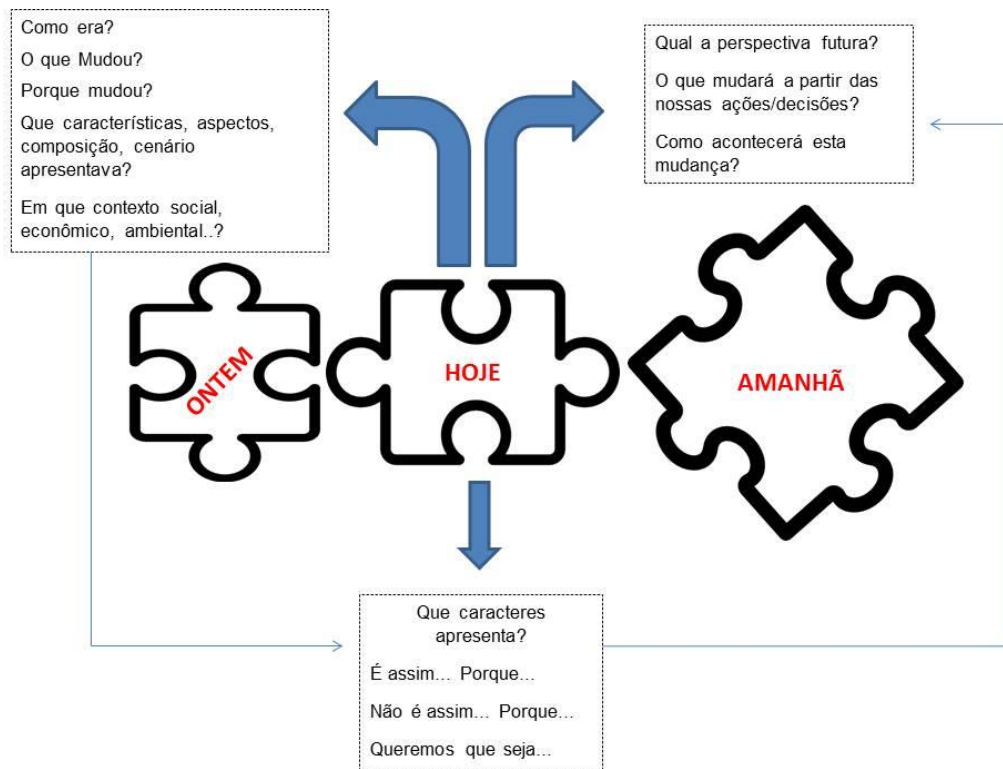 Como era?
O que Mudou?
Porque mudou?
Que características, aspectos,
composição, cenário
apresentava?
Em que contexto social,
econômico, ambiental..?
Qual a perspectiva futura?
O que mudará a partir das
nossas ações/decisões?
Como acontecerá esta
mudança?
ONTEM
HOJE
AMANHÃ
Que caracteres
apresenta?
É assim... Porque...
Não é assim... Porque...
Queremos que seja...